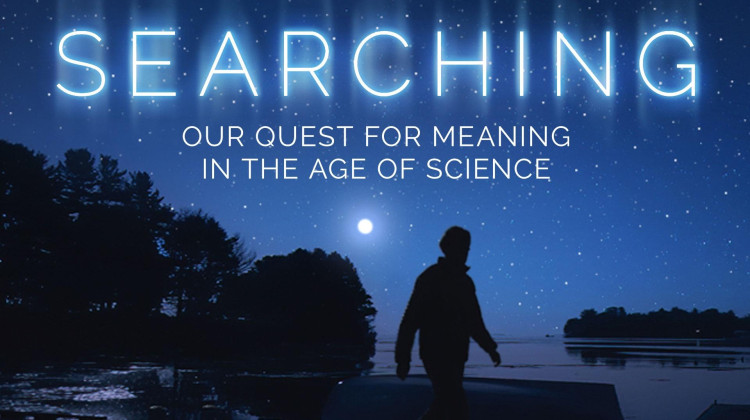 SEARCHING
OUR QUEST FOR MEANING
IN THE AGE OF SCIENCE